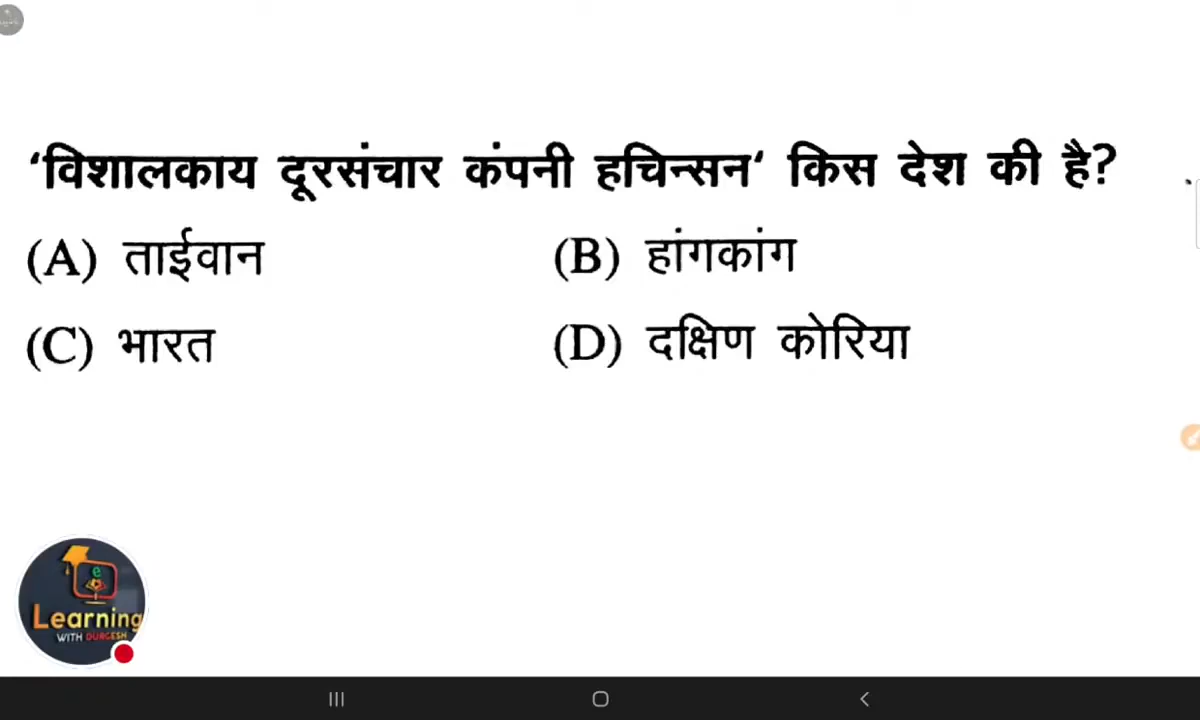 ‘विशालकाय दूरसंचार कंपनी हचिन्सन‘ किस देश की है?
(A) ताईवान (B) हांगकांग
(C) भारत (D) दक्षिण कोरिया
e
Learning
WITH DURGESH